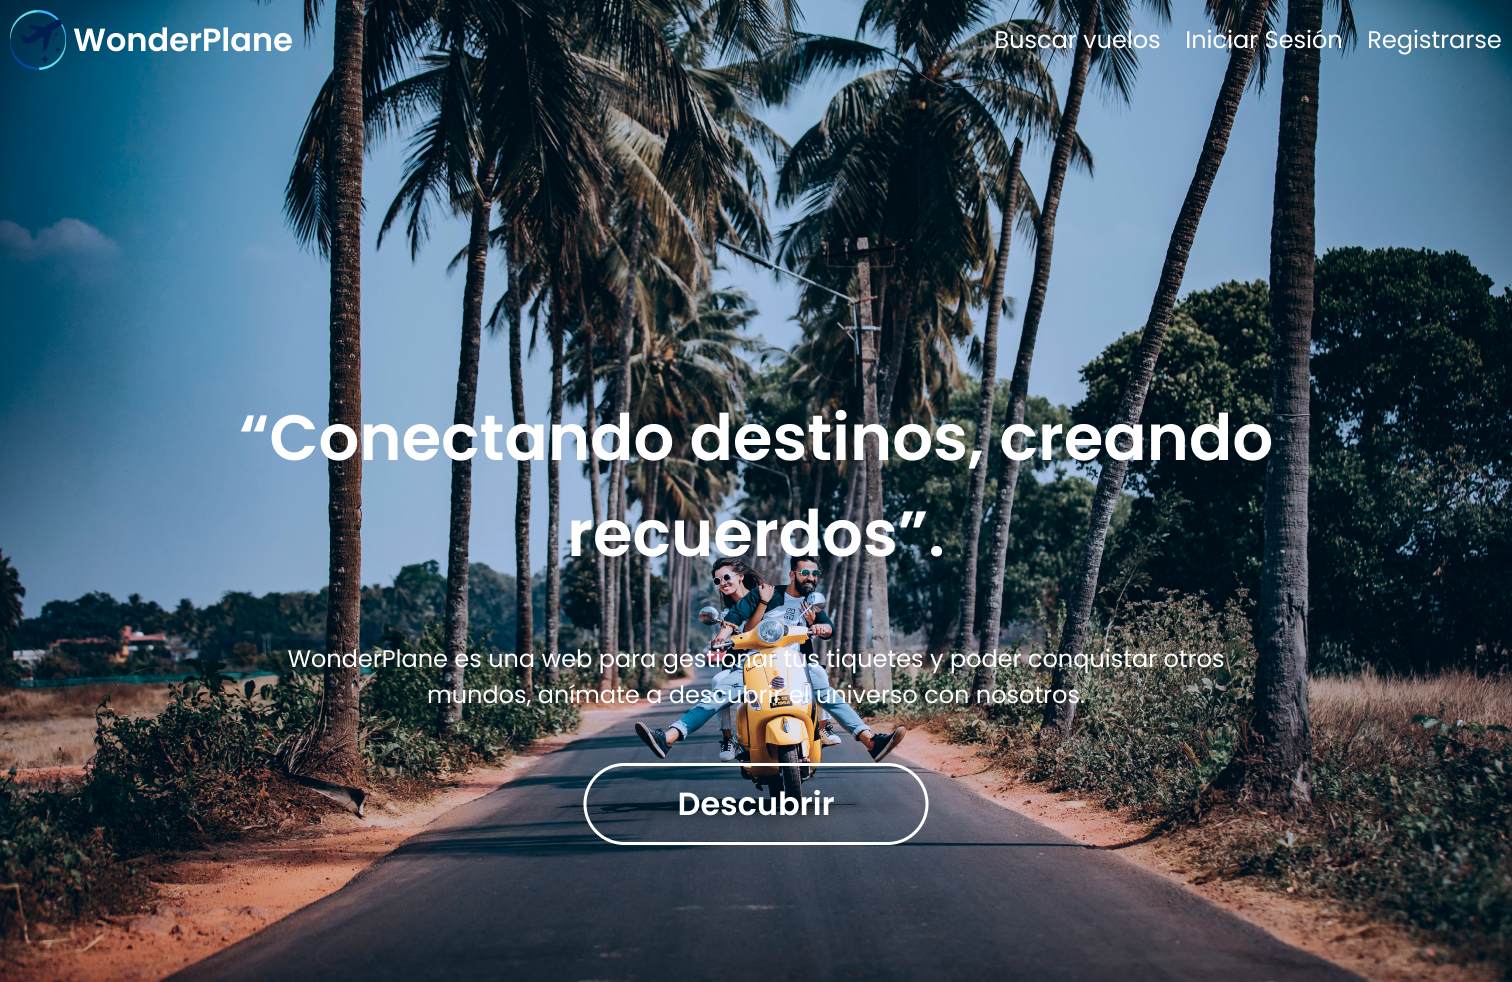 WonderPlane
Buscar vuelos Iniciar Sesión Registrarse
“Conectando destinos, creando
recuerdos”.
WonderPlane es una web para gestionar tus tiquetes y poder conquistar otros
mundos, anímate a descubrir el universo con nosotros.
Descubrir